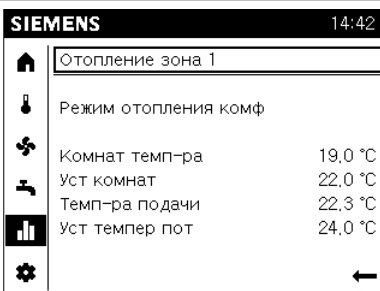 SIEMENS 14:42
Отопление зона 1
Режим отопления комф
Комнат темп-ра 19,0 °C
Уст комнат 22,0 °C
Темп-ра подачи 22,3 °C
Уст темпер пот 24,0 °C